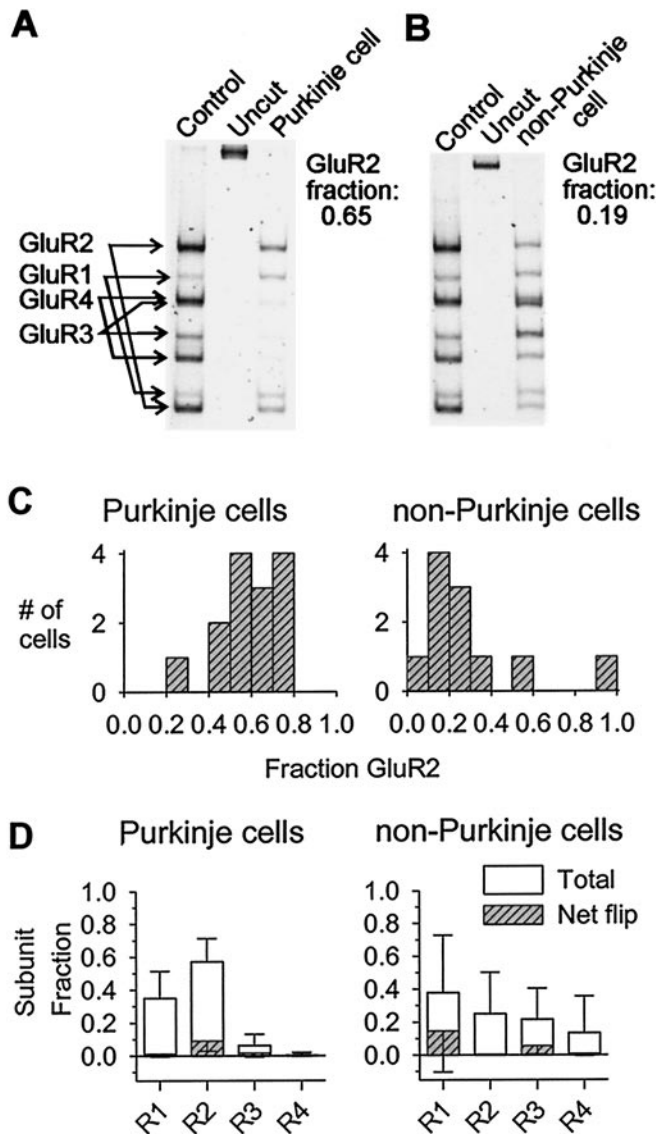 A
Control
Uncut
Purkinje cell
GluR2
fraction:
0.65
GluR2
GluR1
GluR4
GluR3
B
Control
Uncut
non-Purkinje
cell
GluR2
fraction:
0.19
C
Purkinje cells
non-Purkinje cells
# of
cells
4
2
0
0.0 0.2 0.4 0.6 0.8 1.0
4
2
0
0.0 0.2 0.4 0.6 0.8 1.0
Fraction GluR2
D
Purkinje cells
non-Purkinje cells
Subunit
Fraction
1.0
0.8
0.6
0.4
0.2
0.0
R1 R2 R3 R4
1.0
0.8
0.6
0.4
0.2
0.0
R1 R2 R3 R4
Total
Net flip